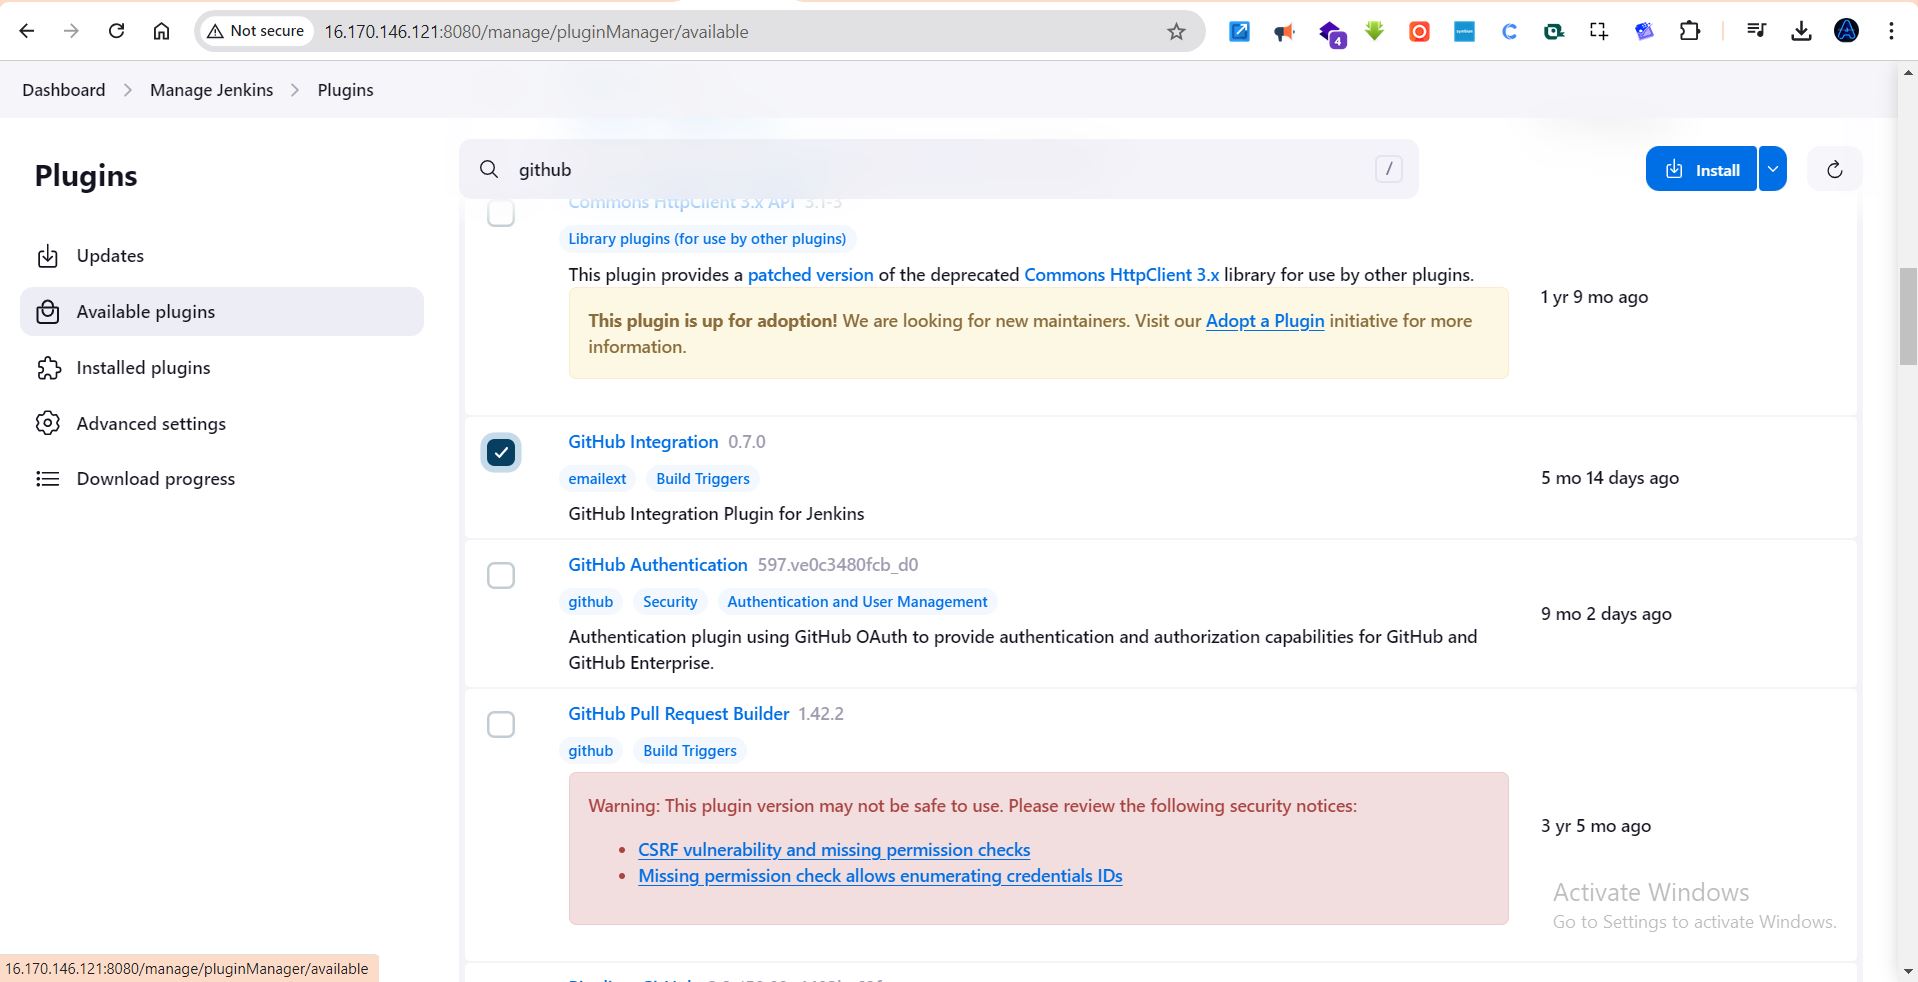 Not secure
16.170.146.121:8080/manage/pluginManager/available
4
Dashboard
Manage Jenkins
Plugins
Plugins
github
/
Install
Updates
Available plugins
Installed plugins
Advanced settings
Download progress
Commons HttpClient 3.x API 3.1-3
Library plugins (for use by other plugins)
This plugin provides a patched version of the deprecated Commons HttpClient 3.x library for use by other plugins.
This plugin is up for adoption! We are looking for new maintainers. Visit our Adopt a Plugin initiative for more
information.
1 yr 9 mo ago
GitHub Integration 0.7.0
emailext Build Triggers
GitHub Integration Plugin for Jenkins
5 mo 14 days ago
GitHub Authentication 597.ve0c3480fcb_d0
github Security Authentication and User Management
Authentication plugin using GitHub OAuth to provide authentication and authorization capabilities for GitHub and
GitHub Enterprise.
9 mo 2 days ago
GitHub Pull Request Builder 1.42.2
github Build Triggers
Warning: This plugin version may not be safe to use. Please review the following security notices:
• CSRF vulnerability and missing permission checks
• Missing permission check allows enumerating credentials IDs
3 yr 5 mo ago
Activate Windows
Go to Settings to activate Windows.
16.170.146.121:8080/manage/pluginManager/available